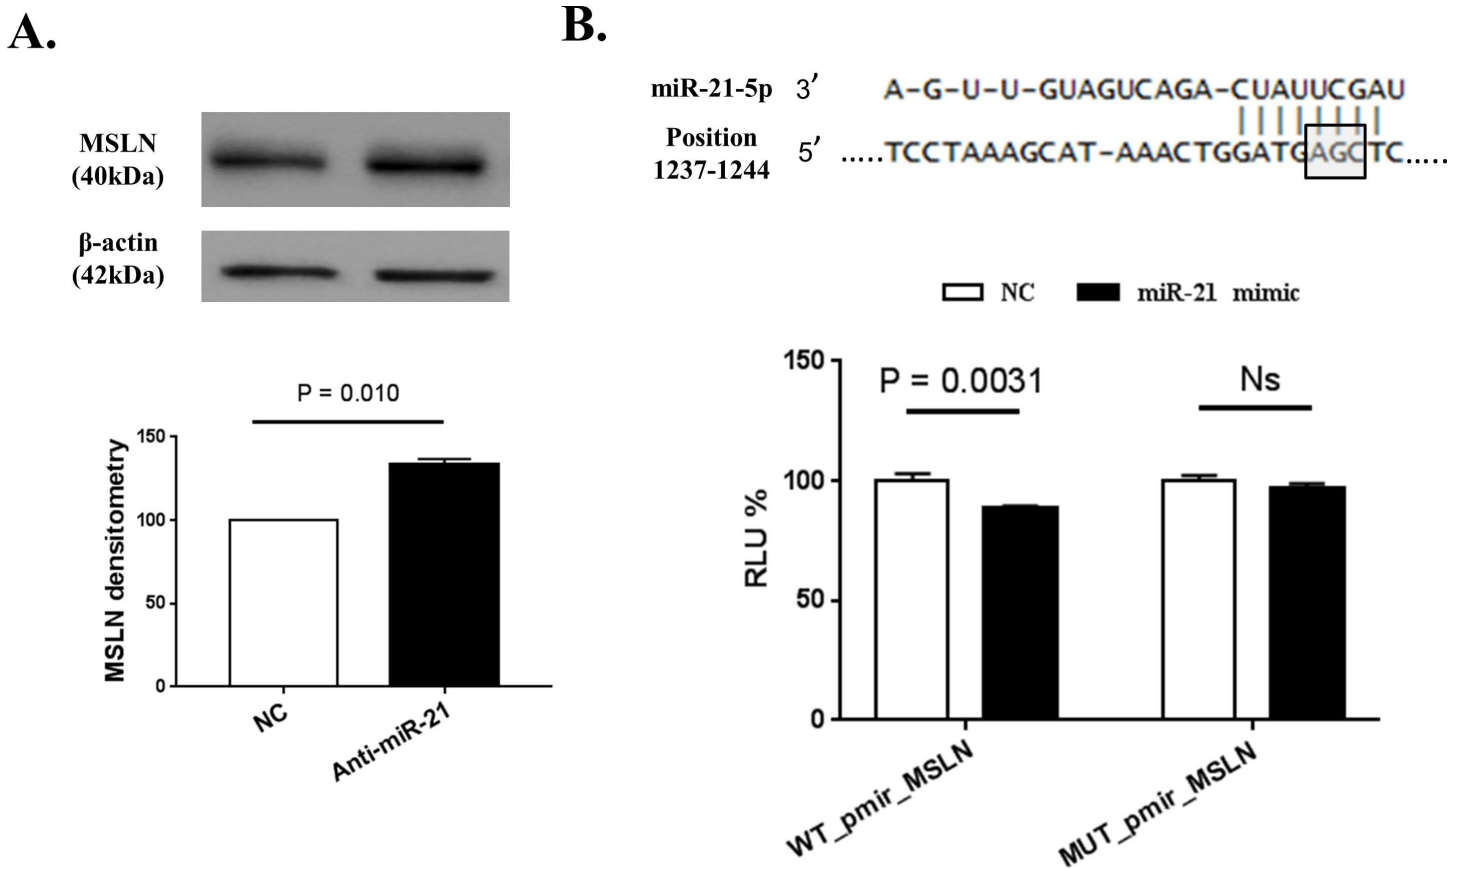 A.
MSLN
(40kDa)
β-actin
(42kDa)
P = 0.010
MSLN densitometry
150
100
50
0
NC
Anti-miR-21
B.
miR-21-5p 3′ A-G-U-U-GUAGUCAGA-CUAUUCGAU
Position
1237-1244
5′ .....TCCTAAAGCAT-AAACTGGATGAGCTC.....
NC miR-21 mimic
P = 0.0031
Ns
RLU %
150
100
50
0
WT_pmir_MSLN
MUT_pmir_MSLN